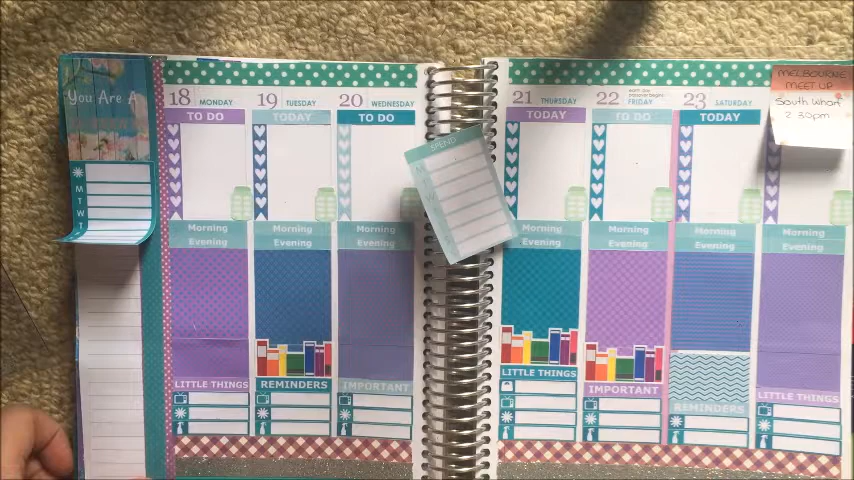 You Are A
M
T
W
T
18 MONDAY
TO DO
Morning
Evening
LITTLE THINGS
19 TUESDAY
TODAY
Morning
Evening
REMINDERS
20 WEDNESDAY
TO DO
Morning
Evening
IMPORTANT
SPEND
21 THURSDAY
TODAY
Morning
Evening
LITTLE THINGS
22 FRIDAY
TO DO
Morning
Evening
IMPORTANT
23 SATURDAY
TODAY
Morning
Evening
REMINDERS
MELBOURNE
MEET UP
South Wharf
2 30pm
Morning
Evening
LITTLE THINGS